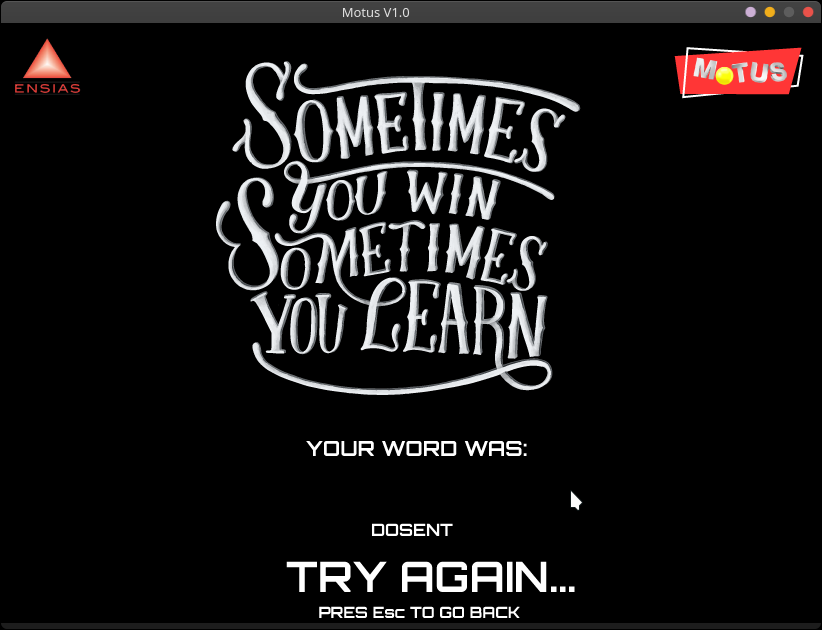 Motus V1.0
ENSIAS
MOTUS
SOMETIMES
YOU WIN
SOMETIMES
YOU LEARN
YOUR WORD WAS:
DOSENT
TRY AGAIN...
PRES Esc TO GO BACK